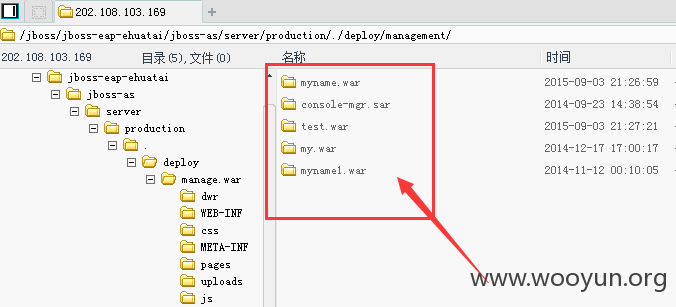 202.108.103.169
/jboss/jboss-eap-ehuatai/jboss-as/server/production/./deploy/management/
202.108.103.169 目录(5),文件(0) 名称 时间
jboss-eap-ehuatai
jboss-as
server
production
.
deploy
manage.war
dwr
WEB-INF
css
META-INF
pages
uploads
js
myname.war 2015-09-03 21:26:59
console-mgr.sar 2014-09-23 14:38:54
test.war 2015-09-03 21:27:21
my.war 2014-12-17 17:00:17
myname1.war 2014-11-12 00:10:05
www.wooyun.org